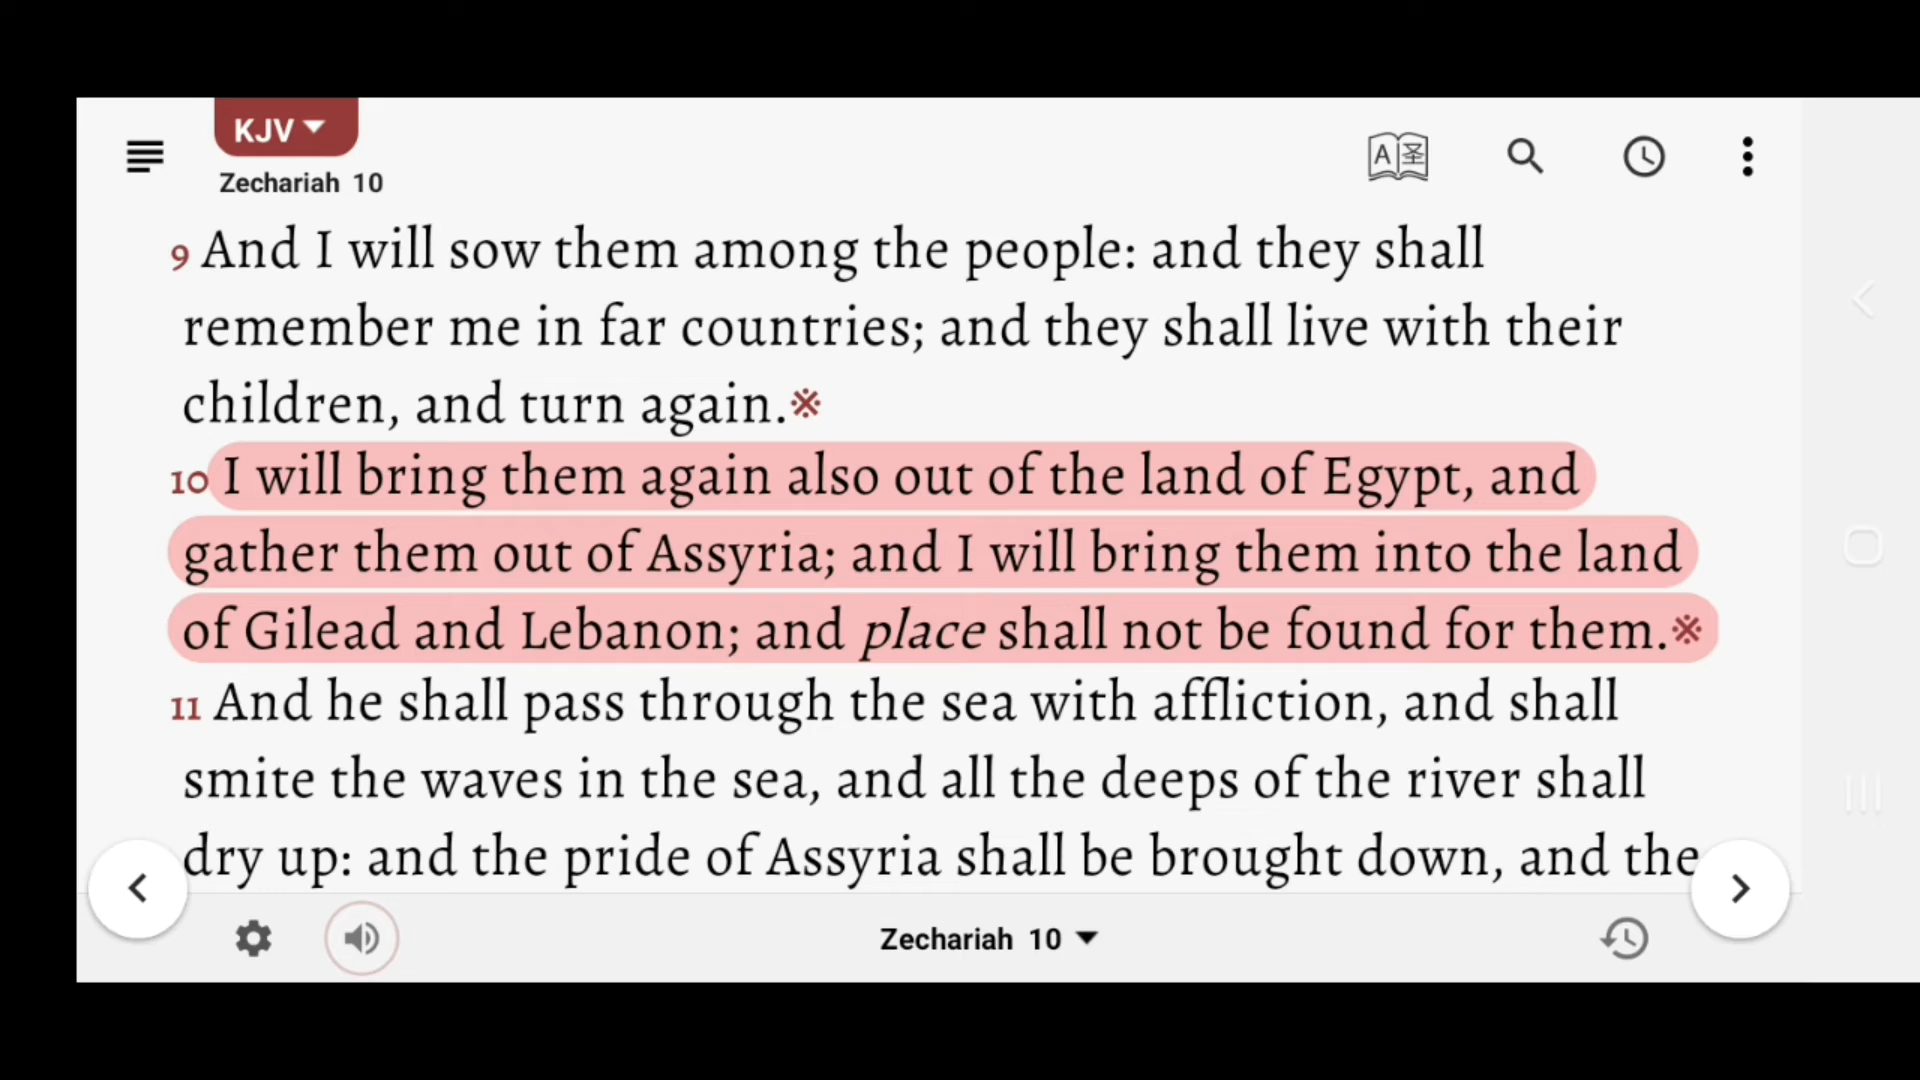 KJV
Zechariah 10
A 圣
9 And I will sow them among the people: and they shall
remember me in far countries; and they shall live with their
children, and turn again.※
10 I will bring them again also out of the land of Egypt, and
gather them out of Assyria; and I will bring them into the land
of Gilead and Lebanon; and place shall not be found for them.※
11 And he shall pass through the sea with affliction, and shall
smite the waves in the sea, and all the deeps of the river shall
dry up: and the pride of Assyria shall be brought down, and the
Zechariah 10